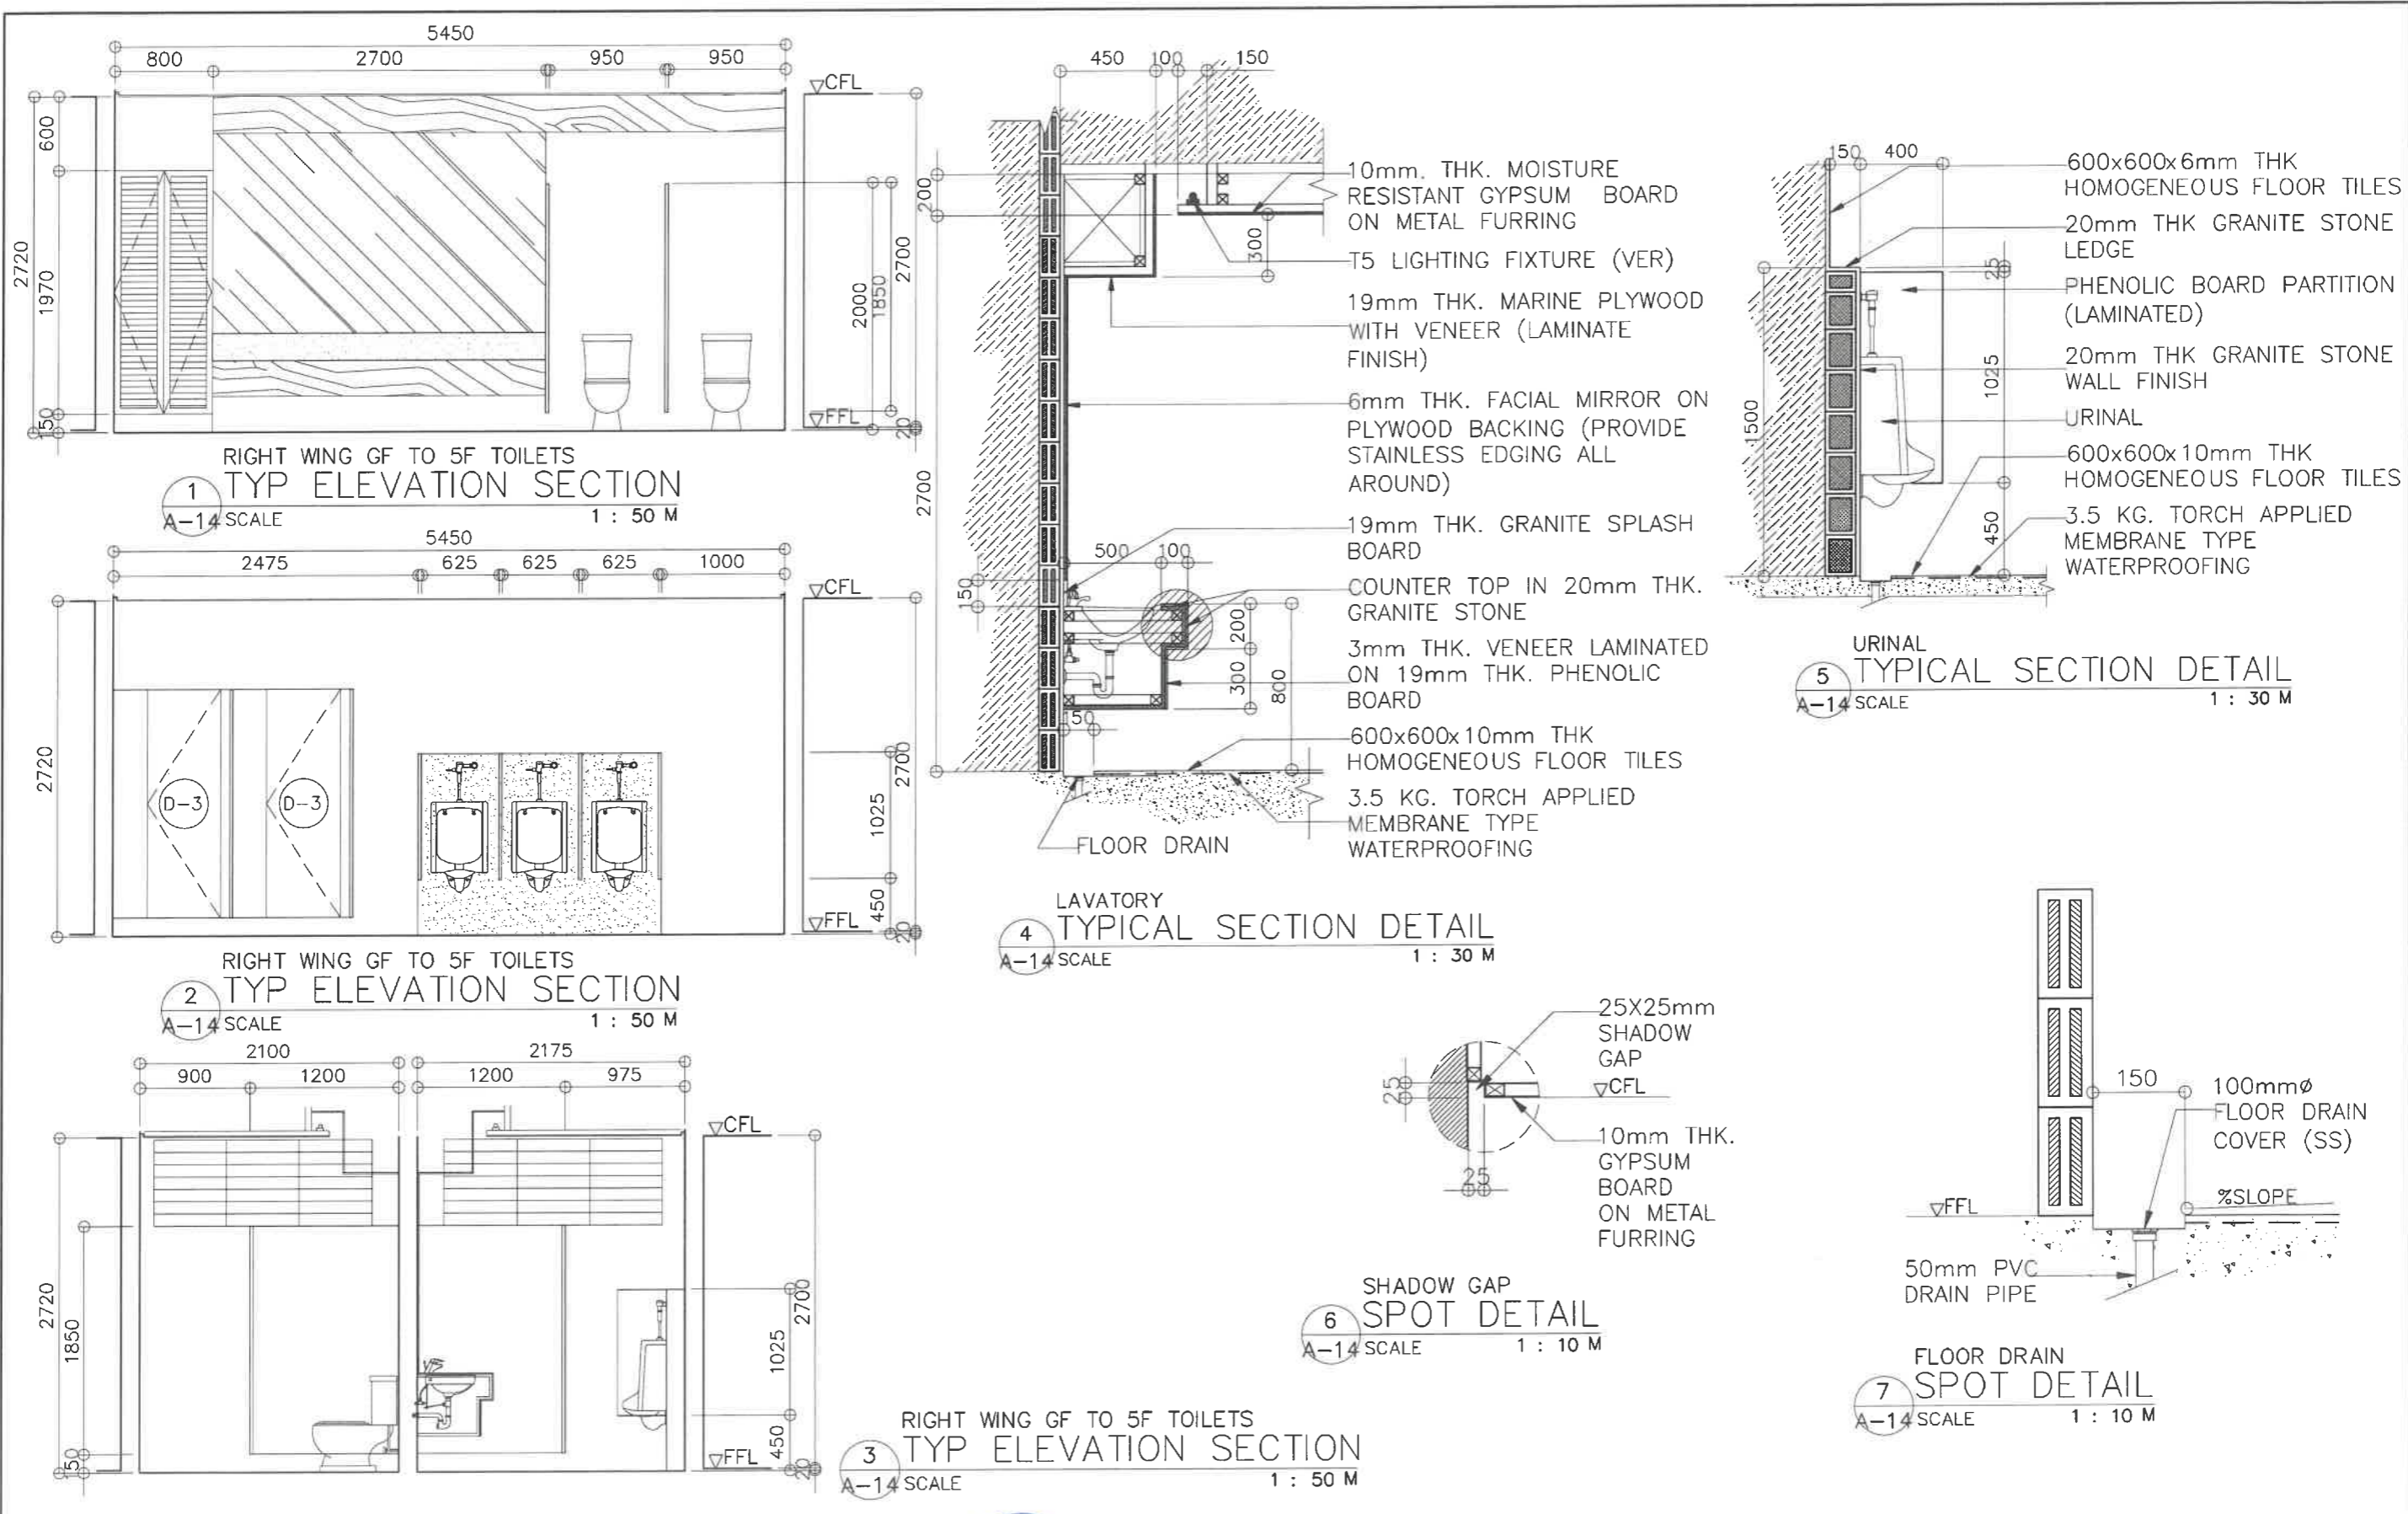 5450
800 2700 950 950
CFL
600
2720
1970
150
2000
1850
2700
20
FFL
RIGHT WING GF TO 5F TOILETS
1 TYP ELEVATION SECTION
A-14 SCALE 1 : 50 M
5450
2475 625 625 625 1000
CFL
2720
D-3 D-3
2700
1025
450
20
FFL
RIGHT WING GF TO 5F TOILETS
2 TYP ELEVATION SECTION
A-14 SCALE 1 : 50 M
2100 2175
900 1200 1200 975
CFL
2720
1850
150
2700
1025
450
20
FFL
RIGHT WING GF TO 5F TOILETS
3 TYP ELEVATION SECTION
A-14 SCALE 1 : 50 M
450 100 150
200
2700
300
10mm. THK. MOISTURE
RESISTANT GYPSUM BOARD
ON METAL FURRING
T5 LIGHTING FIXTURE (VER)
19mm THK. MARINE PLYWOOD
WITH VENEER (LAMINATE
FINISH)
6mm THK. FACIAL MIRROR ON
PLYWOOD BACKING (PROVIDE
STAINLESS EDGING ALL
AROUND)
19mm THK. GRANITE SPLASH
BOARD
500 100
150
COUNTER TOP IN 20mm THK.
GRANITE STONE
200
300
800
3mm THK. VENEER LAMINATED
ON 19mm THK. PHENOLIC
BOARD
150
600x600x10mm THK
HOMOGENEOUS FLOOR TILES
3.5 KG. TORCH APPLIED
MEMBRANE TYPE
WATERPROOFING
FLOOR DRAIN
LAVATORY
4 TYPICAL SECTION DETAIL
A-14 SCALE 1 : 30 M
150 400
600x600x6mm THK
HOMOGENEOUS FLOOR TILES
20mm THK GRANITE STONE
LEDGE
25
PHENOLIC BOARD PARTITION
(LAMINATED)
20mm THK GRANITE STONE
WALL FINISH
1025
1500
URINAL
600x600x10mm THK
HOMOGENEOUS FLOOR TILES
450
3.5 KG. TORCH APPLIED
MEMBRANE TYPE
WATERPROOFING
URINAL
5 TYPICAL SECTION DETAIL
A-14 SCALE 1 : 30 M
25X25mm
SHADOW
GAP
25
CFL
10mm THK.
GYPSUM
BOARD
ON METAL
FURRING
25
SHADOW GAP
6 SPOT DETAIL
A-14 SCALE 1 : 10 M
150
100mmø
FLOOR DRAIN
COVER (SS)
%SLOPE
FFL
50mm PVC
DRAIN PIPE
FLOOR DRAIN
7 SPOT DETAIL
A-14 SCALE 1 : 10 M